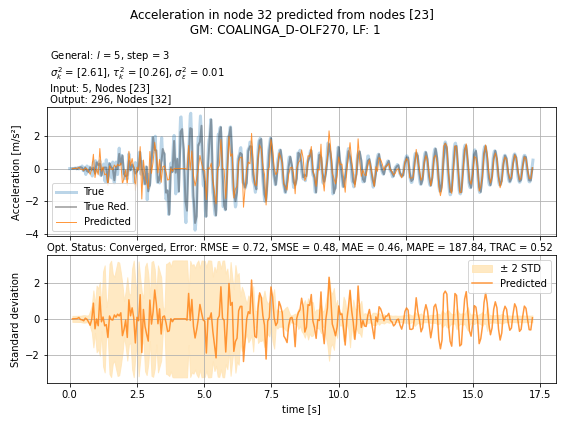 Acceleration in node 32 predicted from nodes [23]
GM: COALINGA_D-OLF270, LF: 1
General: l = 5, step = 3
σ²ₖ = [2.61], τ²ₖ = [0.26], σ²ε = 0.01
Input: 5, Nodes [23]
Output: 296, Nodes [32]
Acceleration [m/s²]
2
0
−2
−4
True
True Red.
Predicted
Opt. Status: Converged, Error: RMSE = 0.72, SMSE = 0.48, MAE = 0.46, MAPE = 187.84, TRAC = 0.52
Standard deviation
2
0
−2
± 2 STD
Predicted
0.0 2.5 5.0 7.5 10.0 12.5 15.0 17.5
time [s]